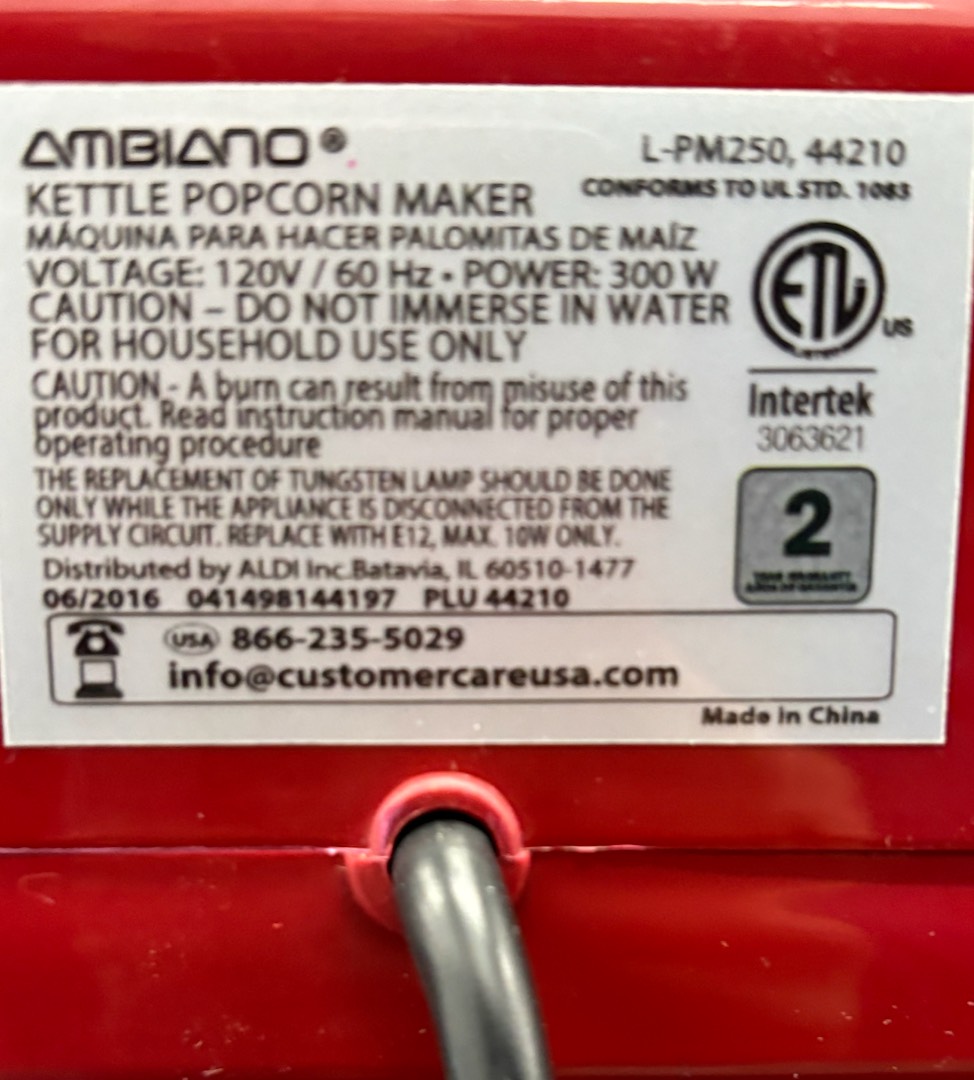 AMBIANO®
L-PM250, 44210
KETTLE POPCORN MAKER
CONFORMS TO UL STD. 1083
MÁQUINA PARA HACER PALOMITAS DE MAÍZ
VOLTAGE: 120V / 60 Hz • POWER: 300 W
CAUTION – DO NOT IMMERSE IN WATER
FOR HOUSEHOLD USE ONLY
ETL US
Intertek
3063621
CAUTION - A burn can result from misuse of this
product. Read instruction manual for proper
operating procedure
THE REPLACEMENT OF TUNGSTEN LAMP SHOULD BE DONE
ONLY WHILE THE APPLIANCE IS DISCONNECTED FROM THE
SUPPLY CIRCUIT. REPLACE WITH E12, MAX. 10W ONLY.
2
YEAR WARRANTY
Distributed by ALDI Inc.Batavia, IL 60510-1477
06/2016 041498144197 PLU 44210
USA 866-235-5029
info@customercareusa.com
Made in China